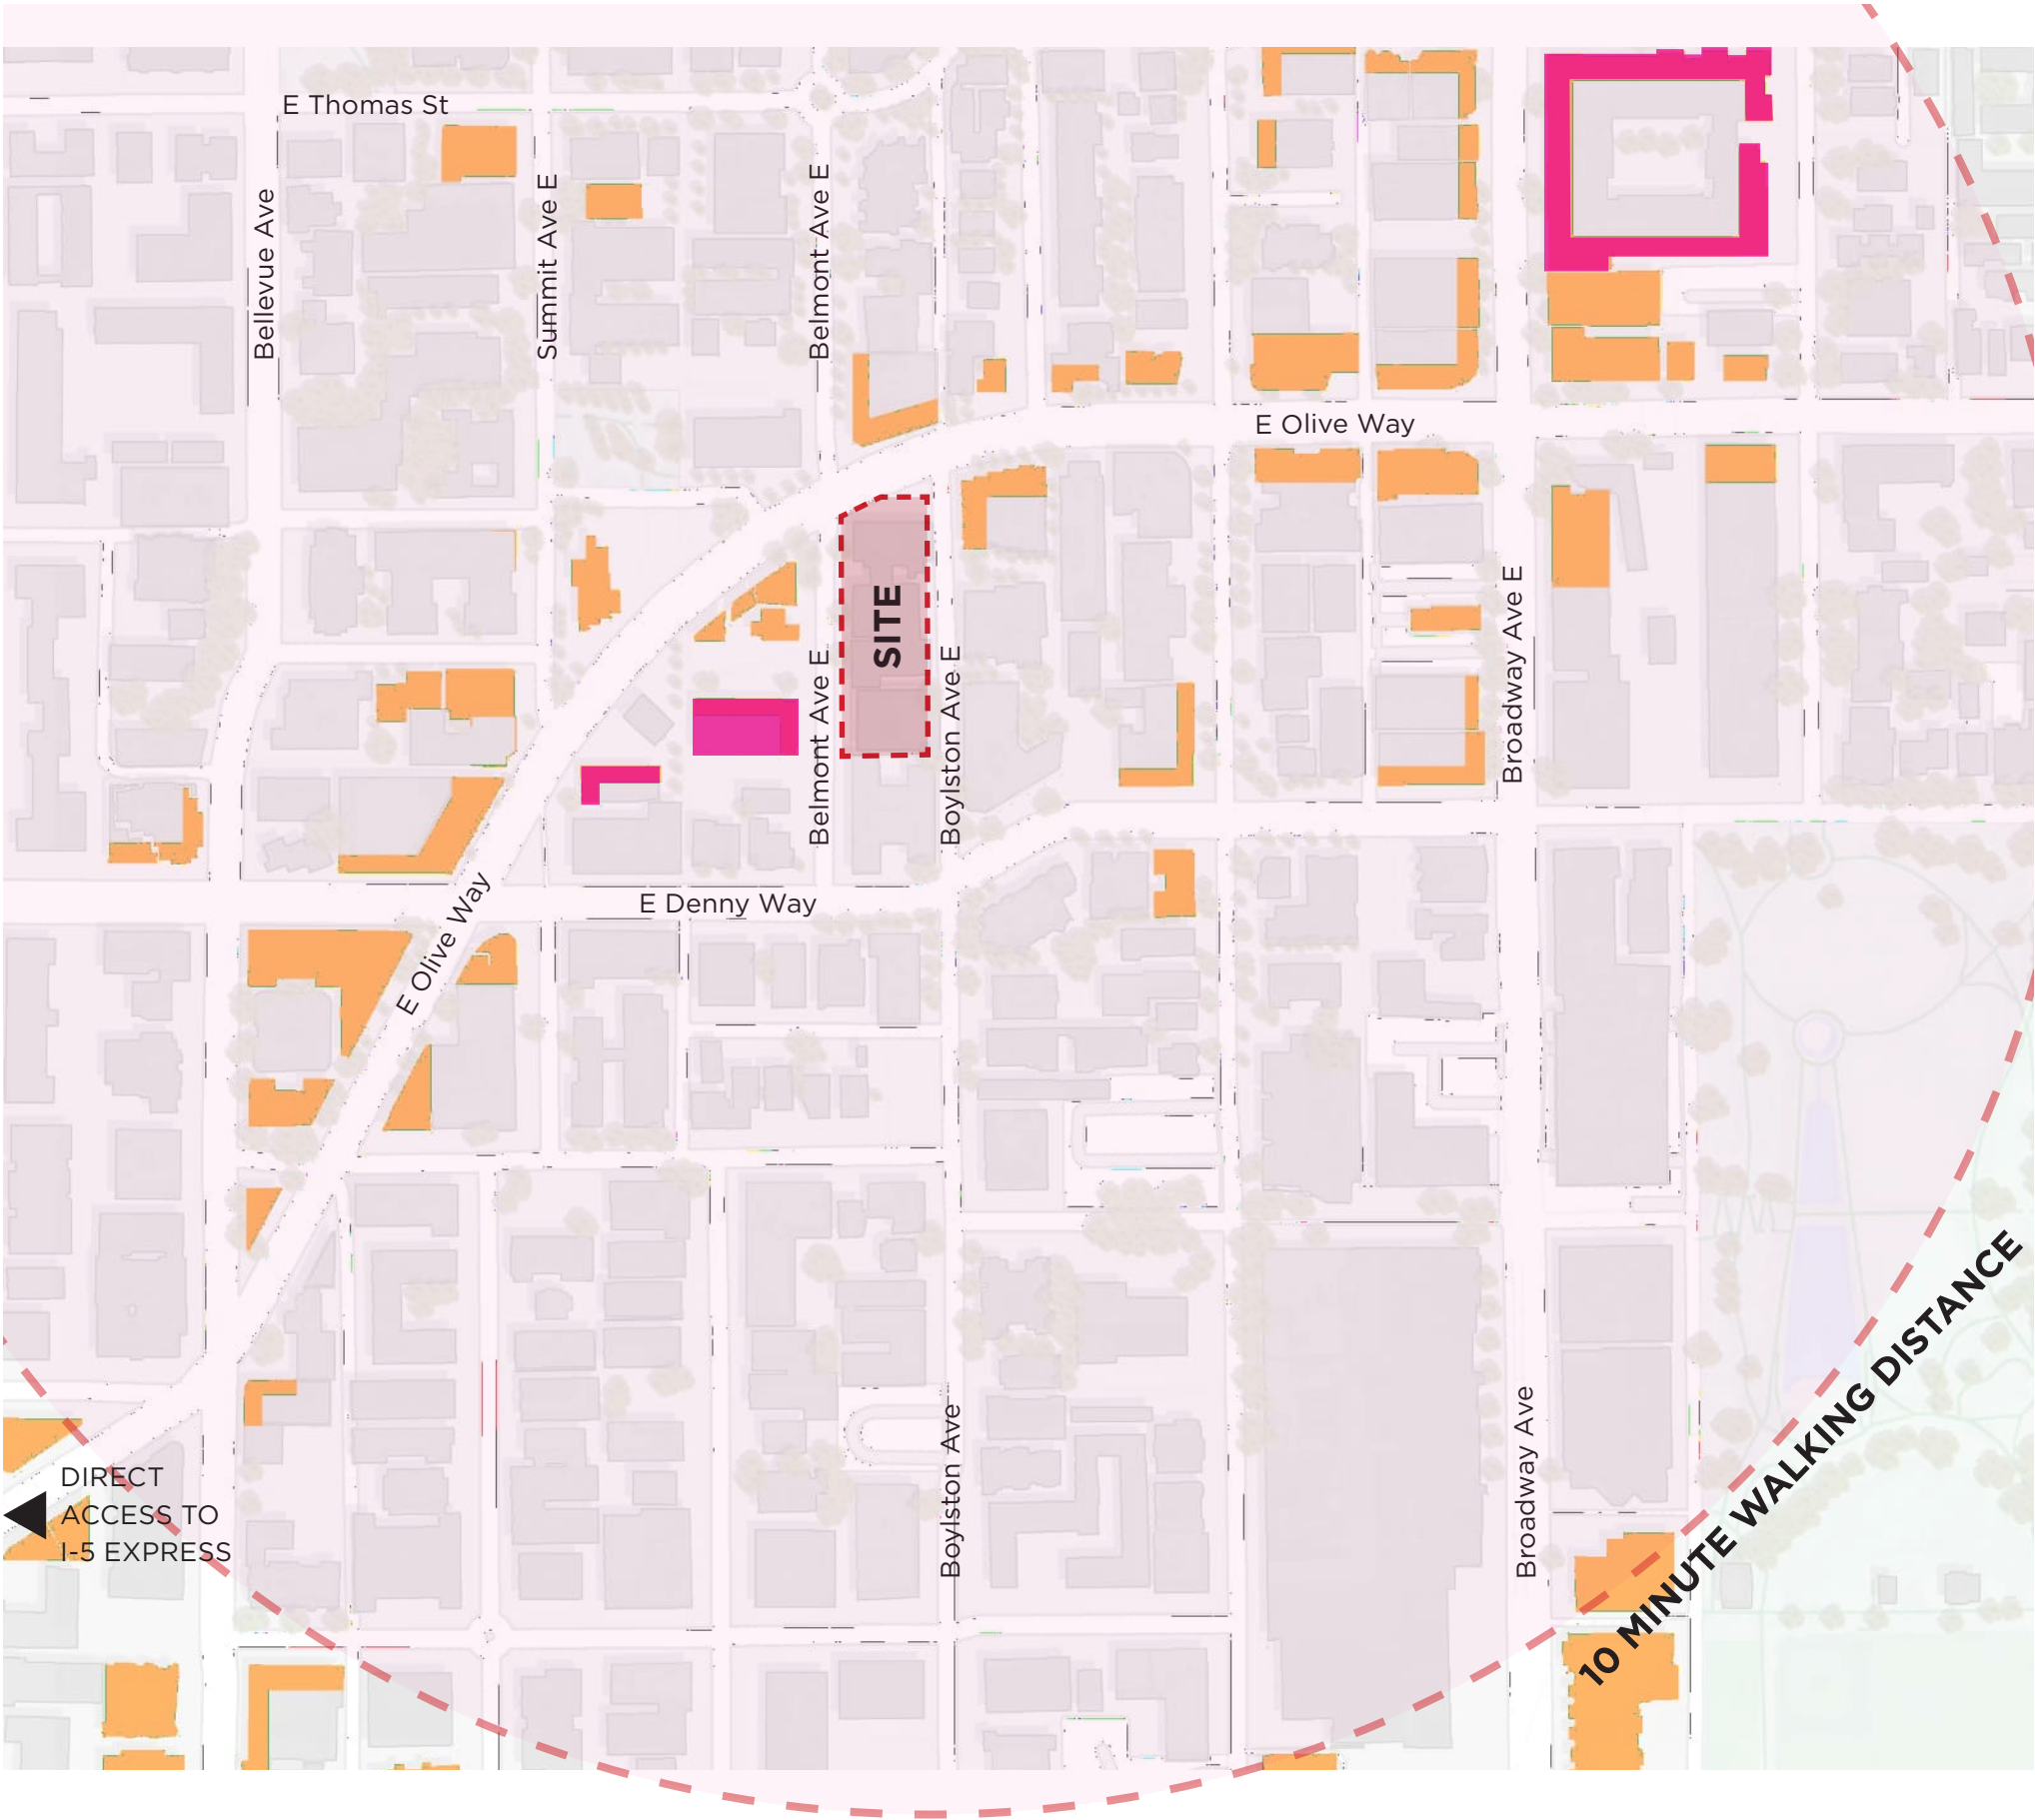 E Thomas St
Bellevue Ave
Summit Ave E
Belmont Ave E
E Olive Way
SITE
Belmont Ave E
Boylston Ave E
Broadway Ave E
E Denny Way
E Olive Way
10 MINUTE WALKING DISTANCE
Boylston Ave
Broadway Ave
DIRECT
ACCESS TO
I-5 EXPRESS